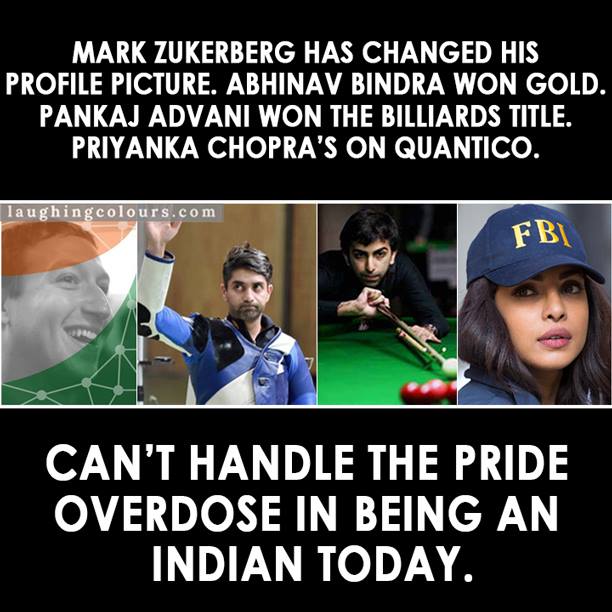 MARK ZUKERBERG HAS CHANGED HIS
PROFILE PICTURE. ABHINAV BINDRA WON GOLD.
PANKAJ ADVANI WON THE BILLIARDS TITLE.
PRIYANKA CHOPRA'S ON QUANTICO.
laughingcolours.com
FBI
CAN'T HANDLE THE PRIDE
OVERDOSE IN BEING AN
INDIAN TODAY.